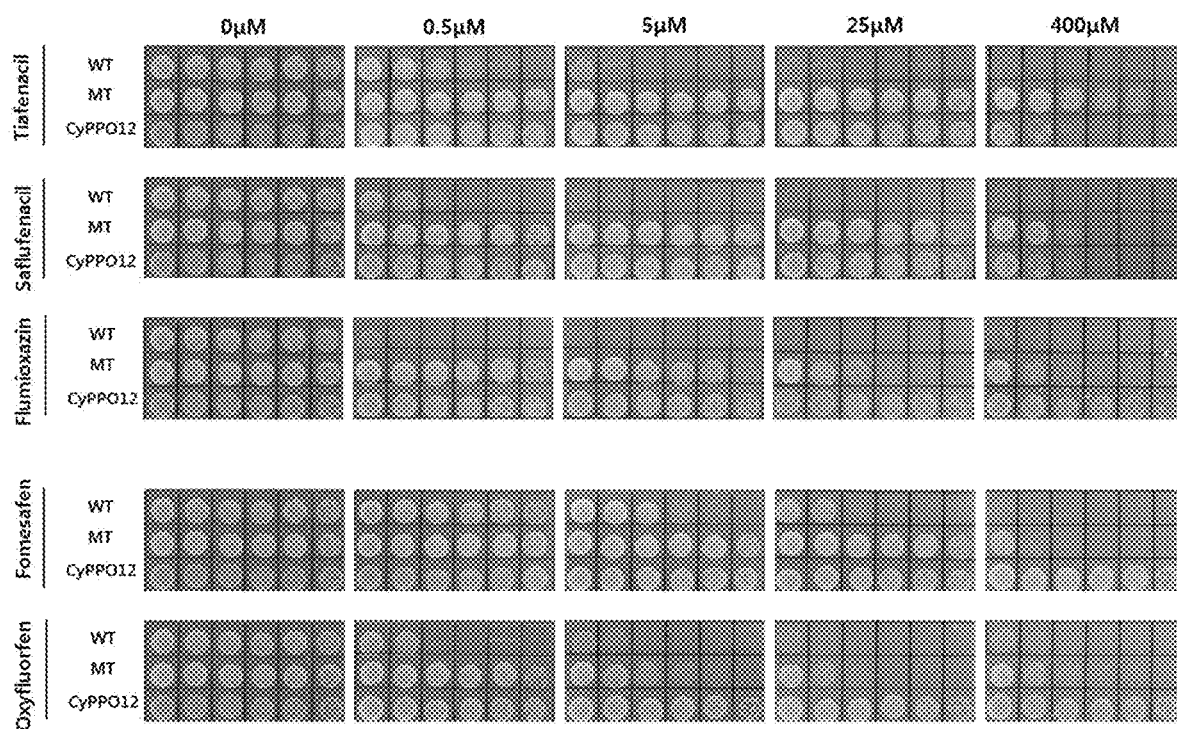 0µM 0.5µM 5µM 25µM 400µM
Tiafenacil
WT
MT
CyPPO12
Saflufenacil
WT
MT
CyPPO12
Flumioxazin
WT
MT
CyPPO12
Fomesafen
WT
MT
CyPPO12
Oxyfluorfen
WT
MT
CyPPO12